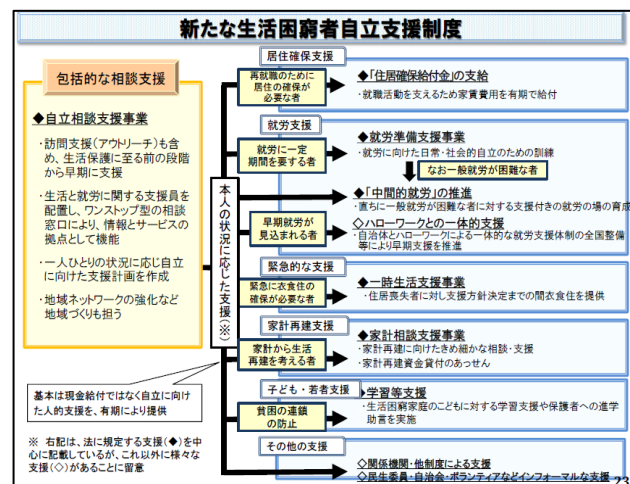 新たな生活困窮者自立支援制度
包括的な相談支援
◆自立相談支援事業
・訪問支援(アウトリーチ)も含
め、生活保護に至る前の段階
から早期に支援
・生活と就労に関する支援員を
配置し、ワンストップ型の相談
窓口により、情報とサービスの
拠点として機能
・一人ひとりの状況に応じ自立
に向けた支援計画を作成
・地域ネットワークの強化など
地域づくりも担う
基本は現金給付ではなく自立に向け
た人的支援を、有期により提供
※ 右記は、法に規定する支援(◆)を中
心に記載しているが、これ以外に様々な
支援(◇)があることに留意
本人の状況に応じた支援(※)
居住確保支援
再就職のために
居住の確保が
必要な者
◆「住居確保給付金」の支給
・就職活動を支えるため家賃費用を有期で給付
就労支援
就労に一定
期間を要する者
◆就労準備支援事業
・就労に向けた日常・社会的自立のための訓練
なお一般就労が困難な者
◆「中間的就労」の推進
・直ちに一般就労が困難な者に対する支援付きの就労の場の育成
早期就労が
見込まれる者
◇ハローワークとの一体的支援
・自治体とハローワークによる一体的な就労支援体制の全国整備
等により早期支援を推進
緊急的な支援
緊急に衣食住の
確保が必要な者
◆一時生活支援事業
・住居喪失者に対し支援方針決定までの間衣食住を提供
家計再建支援
家計から生活
再建を考える者
◆家計相談支援事業
・家計再建に向けたきめ細かな相談・支援
・家計再建資金貸付のあっせん
子ども・若者支援
貧困の連鎖
の防止
◆学習等支援
・生活困窮家庭のこどもに対する学習支援や保護者への進学
助言を実施
その他の支援
◇関係機関・他制度による支援
◇民生委員・自治会・ボランティアなどインフォーマルな支援
23